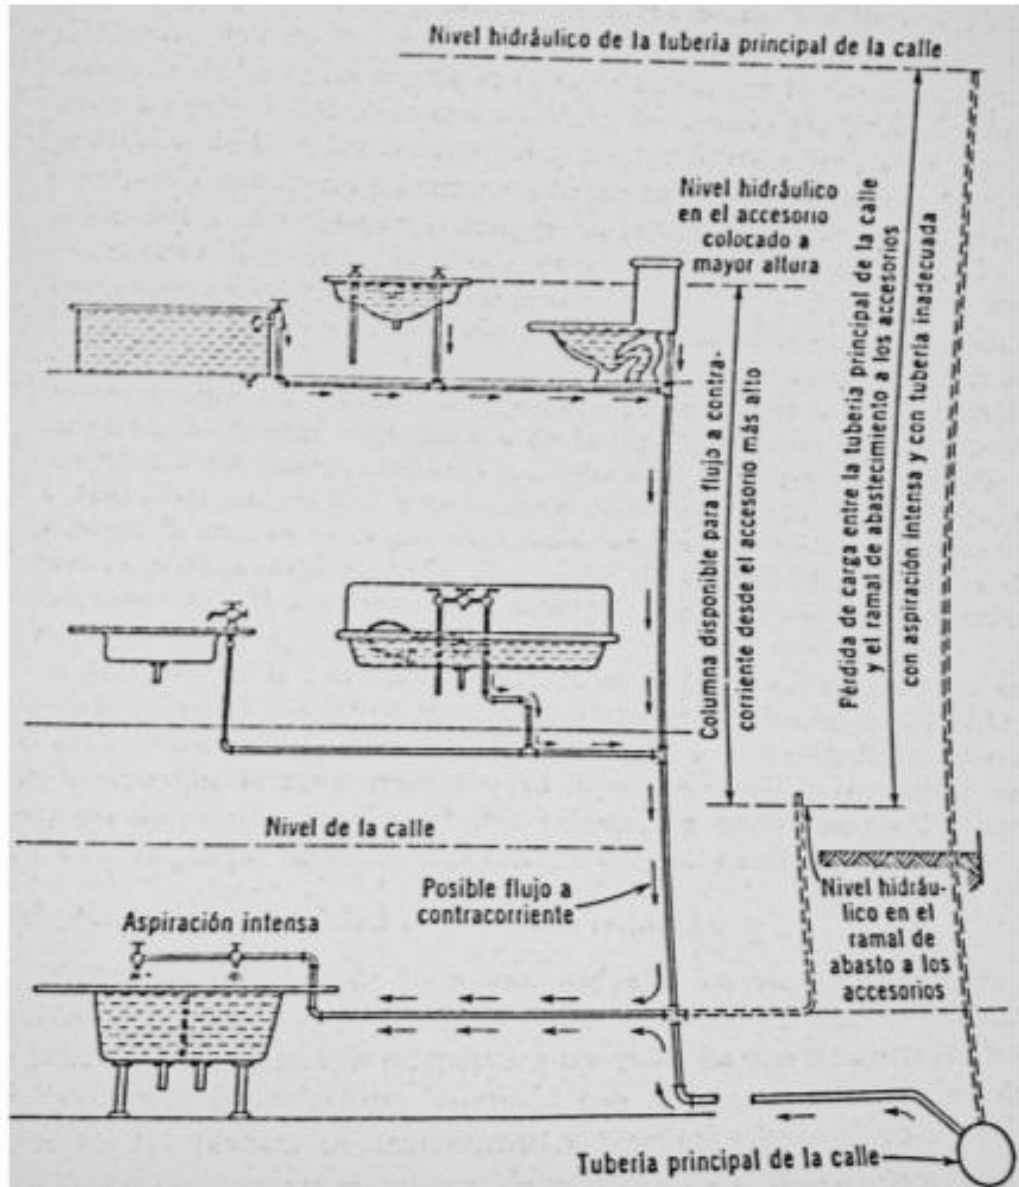 Nivel hidráulico de la tuberia principal de la calle
Nivel hidráulico
en el accesorio
colocado a
mayor altura
Columna disponible para flujo a contra-
corriente desde el accesorio más alto
Pérdida de carga entre la tuberia principal de la calle
y el ramal de abastecimiento a los accesorios
con aspiración intensa y con tubería inadecuada
Nivel de la calle
Posible flujo a
contracorriente
Aspiración intensa
Nivel hidráu-
lico en el
ramal de
abasto a los
accesorios
Tubería principal de la calle